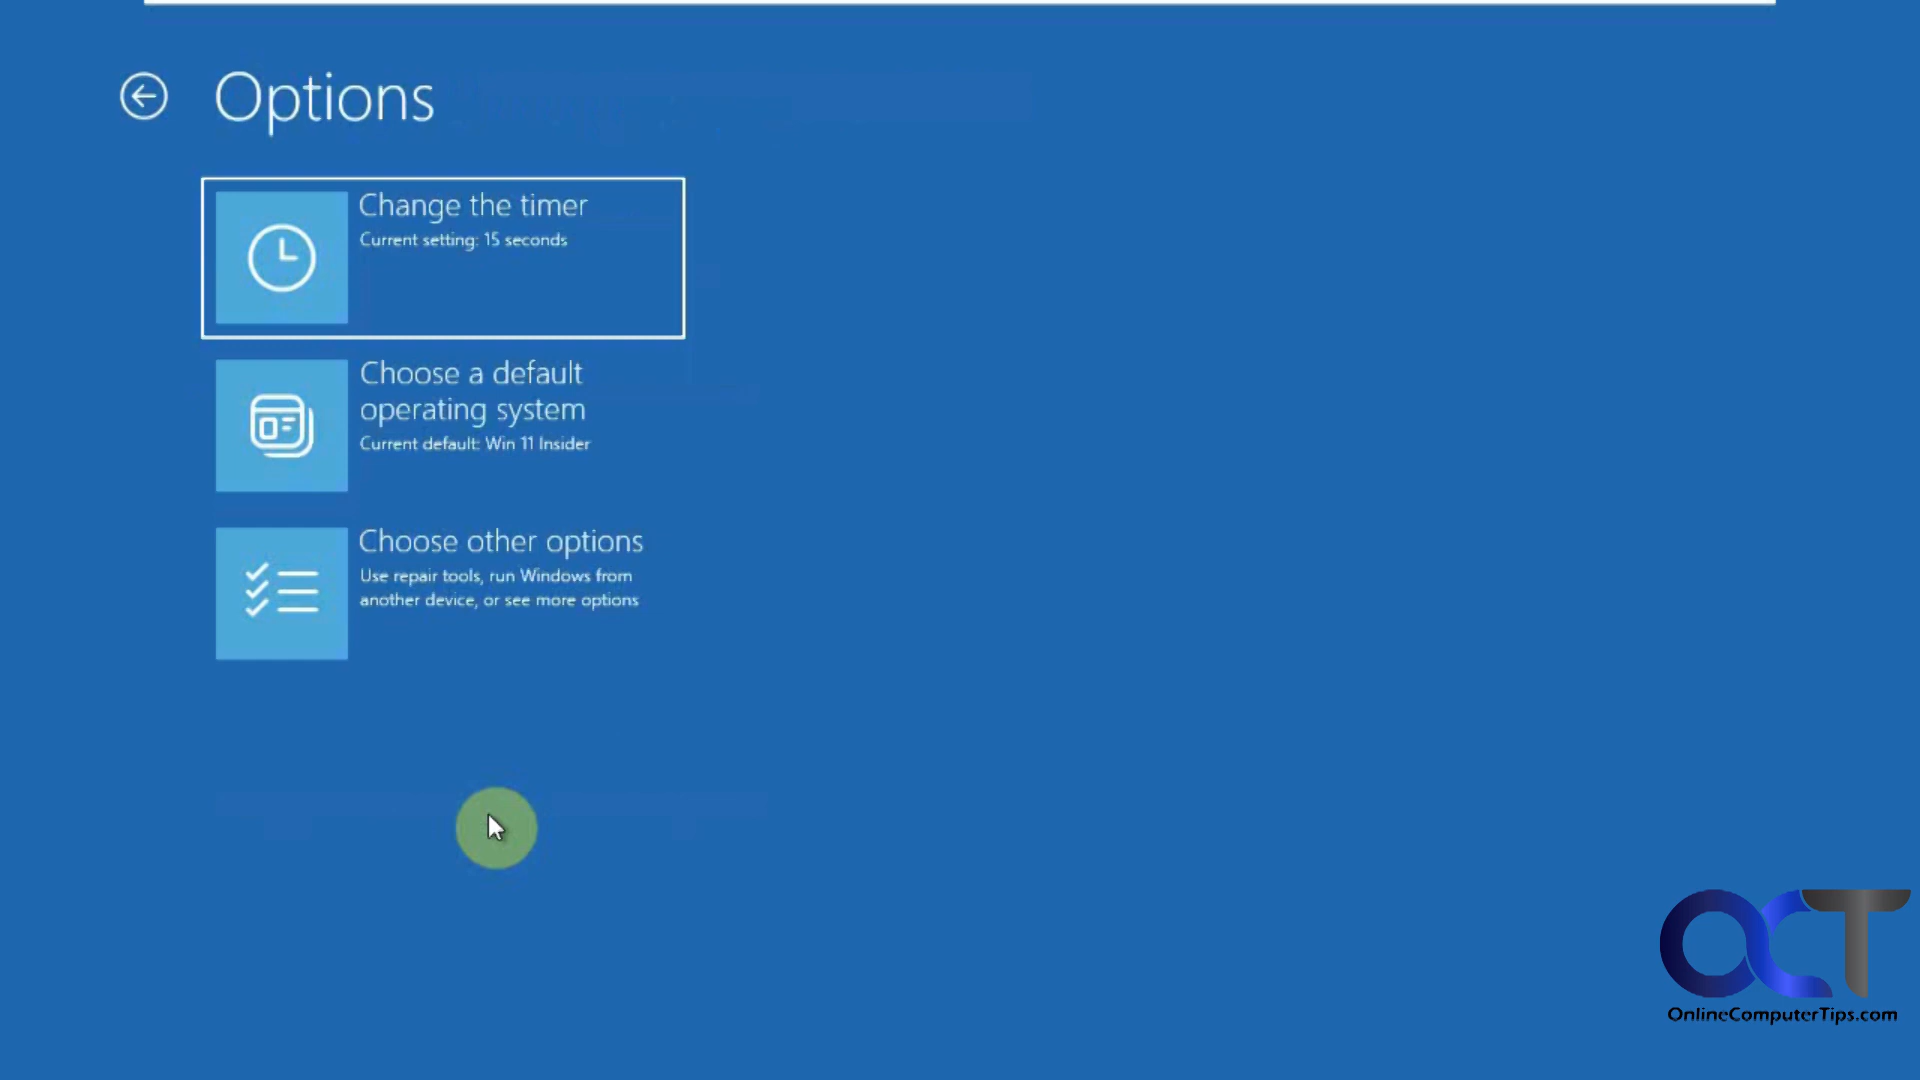 Options
Change the timer
Current setting: 15 seconds
Choose a default
operating system
Current default: Win 11 Insider
Choose other options
Use repair tools, run Windows from
another device, or see more options
OCT
OnlineComputerTips.com